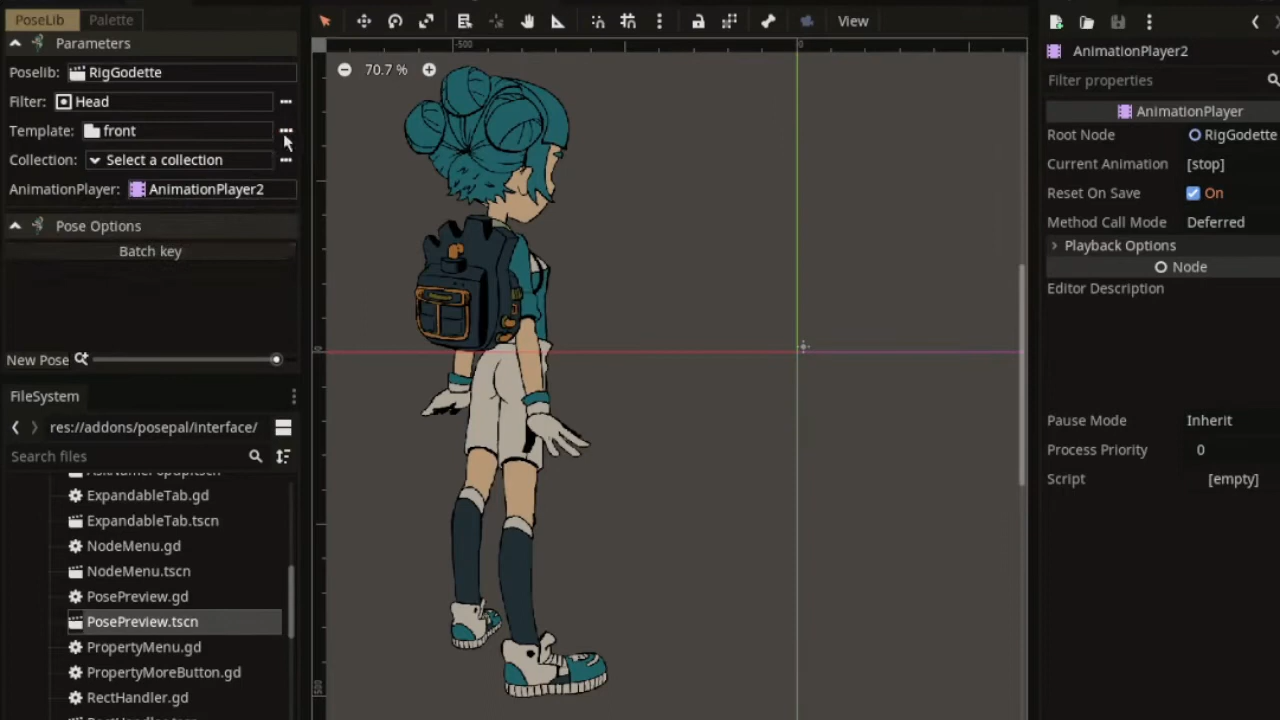 PoseLib Palette
Parameters
Poselib: RigGodette
Filter: Head
Template: front
Collection: Select a collection
AnimationPlayer: AnimationPlayer2
Pose Options
Batch key
New Pose
FileSystem
res://addons/posepal/interface/
Search files
ExpandableTab.gd
ExpandableTab.tscn
NodeMenu.gd
NodeMenu.tscn
PosePreview.gd
PosePreview.tscn
PropertyMenu.gd
PropertyMoreButton.gd
RectHandler.gd
View
-500 0
70.7 %
0
500
AnimationPlayer2
Filter properties
AnimationPlayer
Root Node RigGodette
Current Animation [stop]
Reset On Save On
Method Call Mode Deferred
Playback Options
Node
Editor Description
Pause Mode Inherit
Process Priority 0
Script [empty]